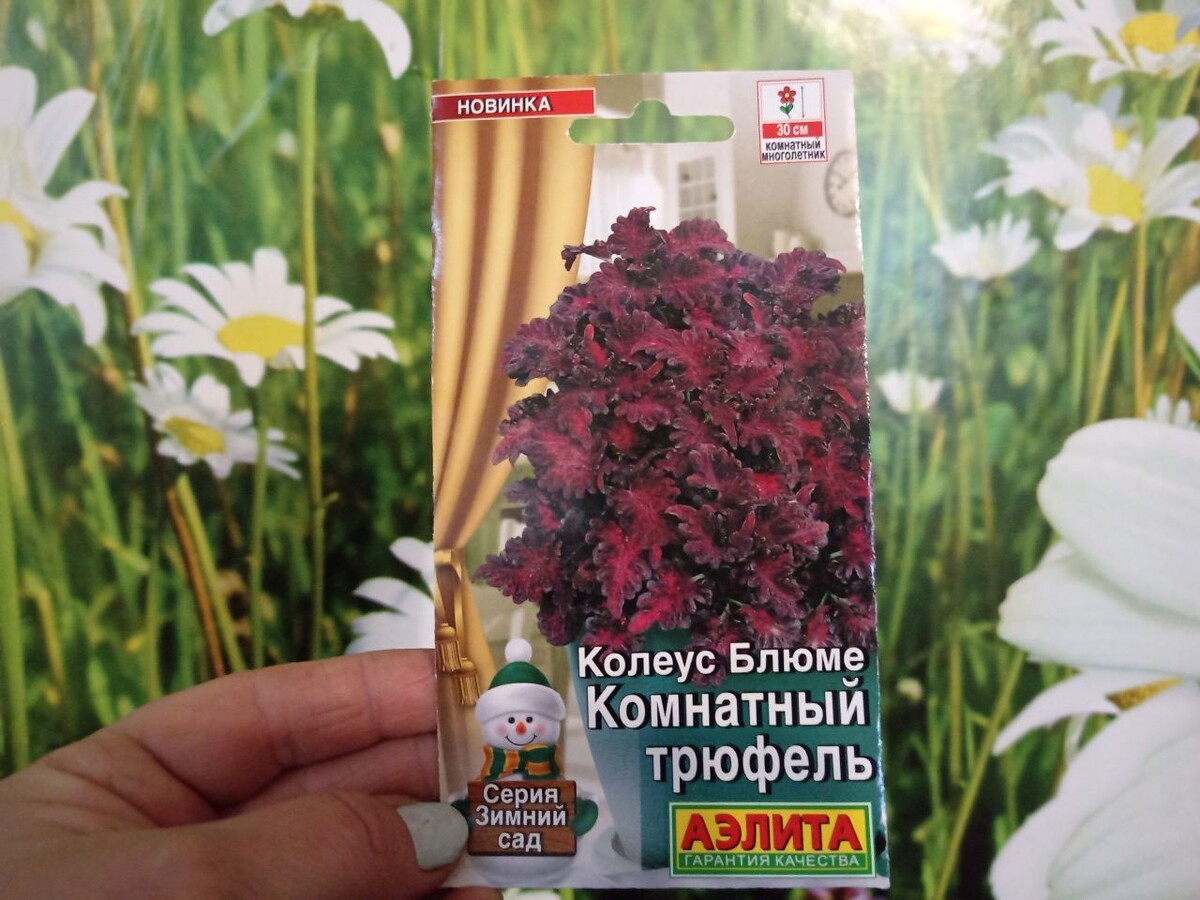 НОВИНКА
30 см
комнатный
многолетник
Колеус Блюме
Комнатный
трюфель
Серия
Зимний
сад
АЭЛИТА
ГАРАНТИЯ КАЧЕСТВА